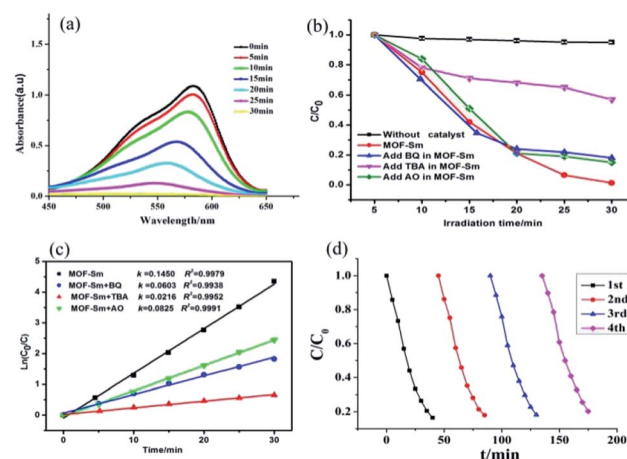 (a)
1.5
1.0
0.5
0.0
Absorbance(a.u)
450
500
550
600
650
Wavelength/nm
0min
5min
10min
15min
20min
25min
30min
(b)
1.0
0.8
0.6
0.4
0.2
0.0
C/C0
Without catalyst
MOF-Sm
Add BQ in MOF-Sm
Add TBA in MOF-Sm
Add AO in MOF-Sm
5
10
15
20
25
30
Irradiation time/min
(c)
MOF-Sm k=0.1450 R²=0.9979
MOF-Sm+BQ k=0.0603 R²=0.9938
MOF-Sm+TBA k=0.0216 R²=0.9952
MOF-Sm+AO k=0.0825 R²=0.9991
5
4
3
2
1
0
Ln(C0/C)
0
10
20
30
Time/min
(d)
1.0
0.8
0.6
0.4
0.2
C/C0
1st
2nd
3rd
4th
0
50
100
150
200
t/min